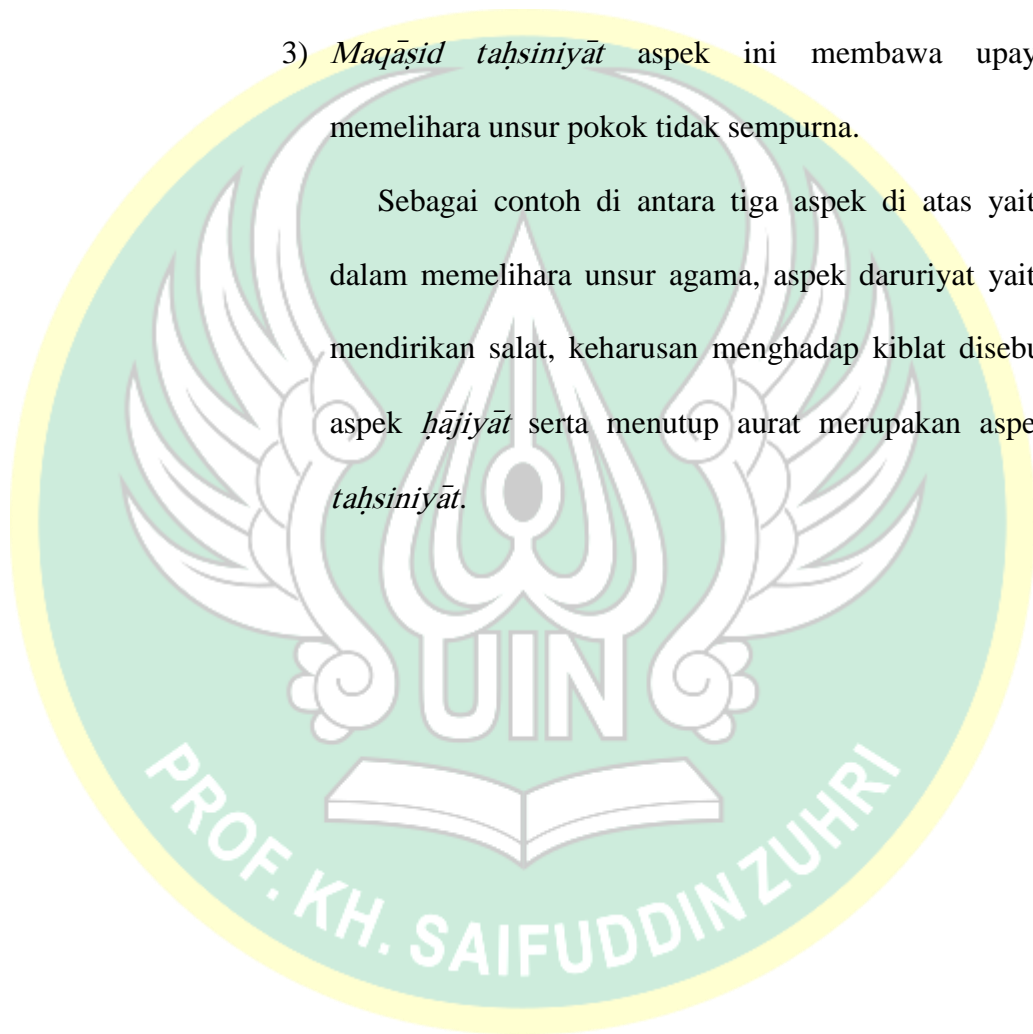 3) Maqāṣid taḥsiniyāt aspek ini membawa upay
memelihara unsur pokok tidak sempurna.
Sebagai contoh di antara tiga aspek di atas yait
dalam memelihara unsur agama, aspek daruriyat yait
mendirikan salat, keharusan menghadap kiblat disebu
aspek ḥājiyāt serta menutup aurat merupakan aspe
taḥsiniyāt.
UIN
PROF. KH. SAIFUDDIN ZUHRI